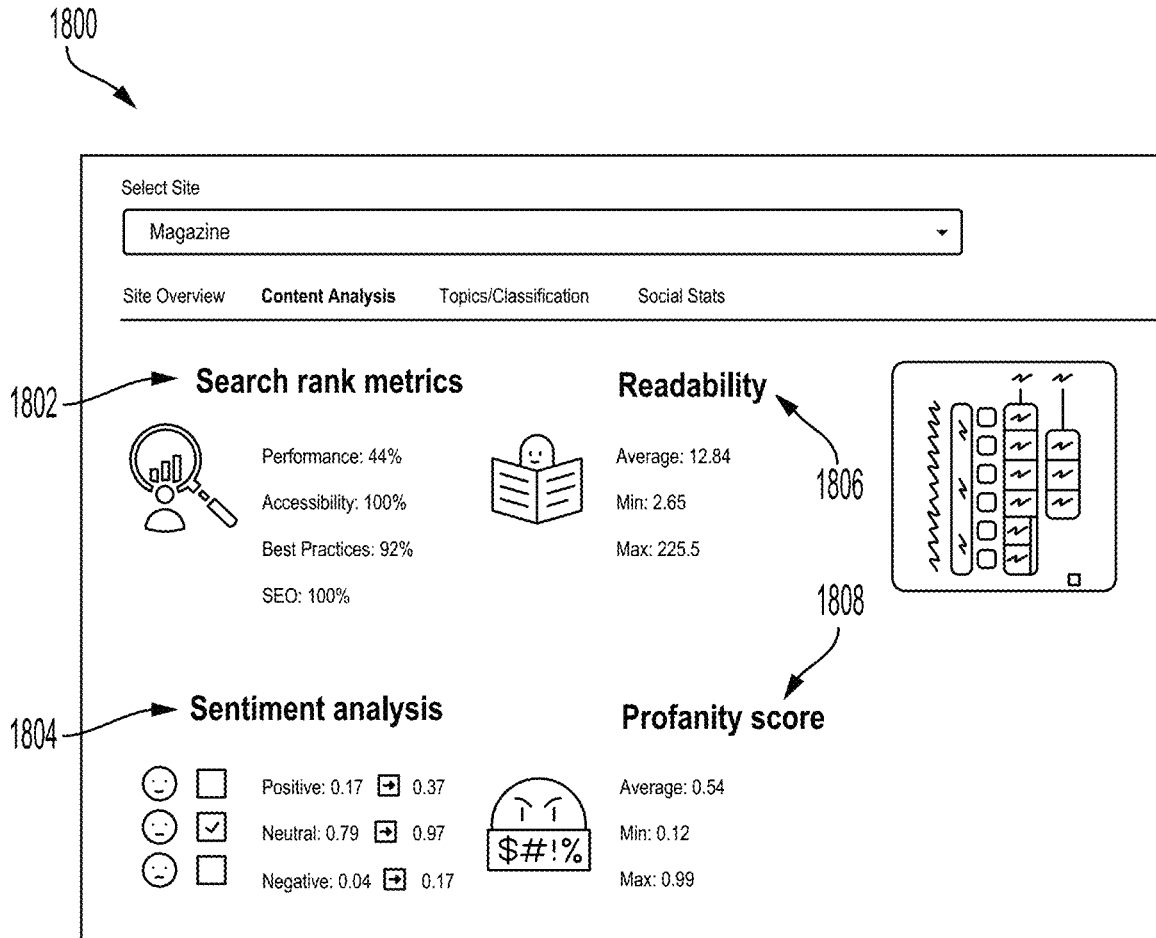 1800
Select Site
Magazine
Site Overview Content Analysis Topics/Classification Social Stats
1802
Search rank metrics
Performance: 44%
Accessibility: 100%
Best Practices: 92%
SEO: 100%
Readability
1806
Average: 12.84
Min: 2.65
Max: 225.5
1804
Sentiment analysis
Positive: 0.17 → 0.37
Neutral: 0.79 → 0.97
Negative: 0.04 → 0.17
1808
Profanity score
$#!%
Average: 0.54
Min: 0.12
Max: 0.99